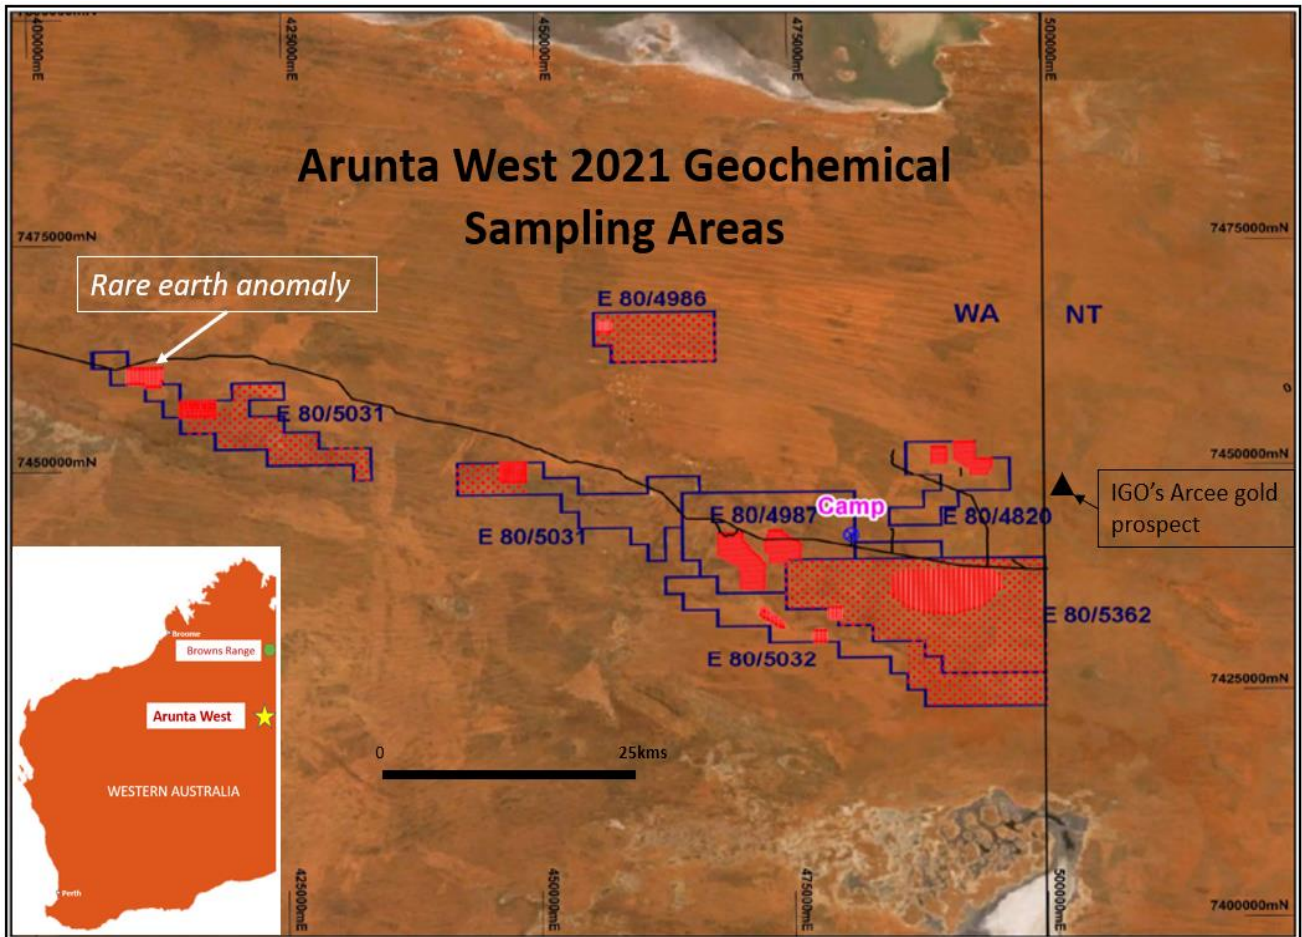 400000mE
425000mE
450000mE
475000mE
500000mE
Arunta West 2021 Geochemical
Sampling Areas
7475000mN
7475000mN
Rare earth anomaly
E 80/4986
WA
NT
0
E 80/5031
7450000mN
7450000mN
IGO's Arcee gold
prospect
Camp
E 80/4987
E 80/4820
E 80/5031
E 80/5362
E 80/5032
7425000mN
Broome
Browns Range
Arunta West
WESTERN AUSTRALIA
Perth
0
25kms
425000mE
450000mE
475000mE
500000mE
7400000mN